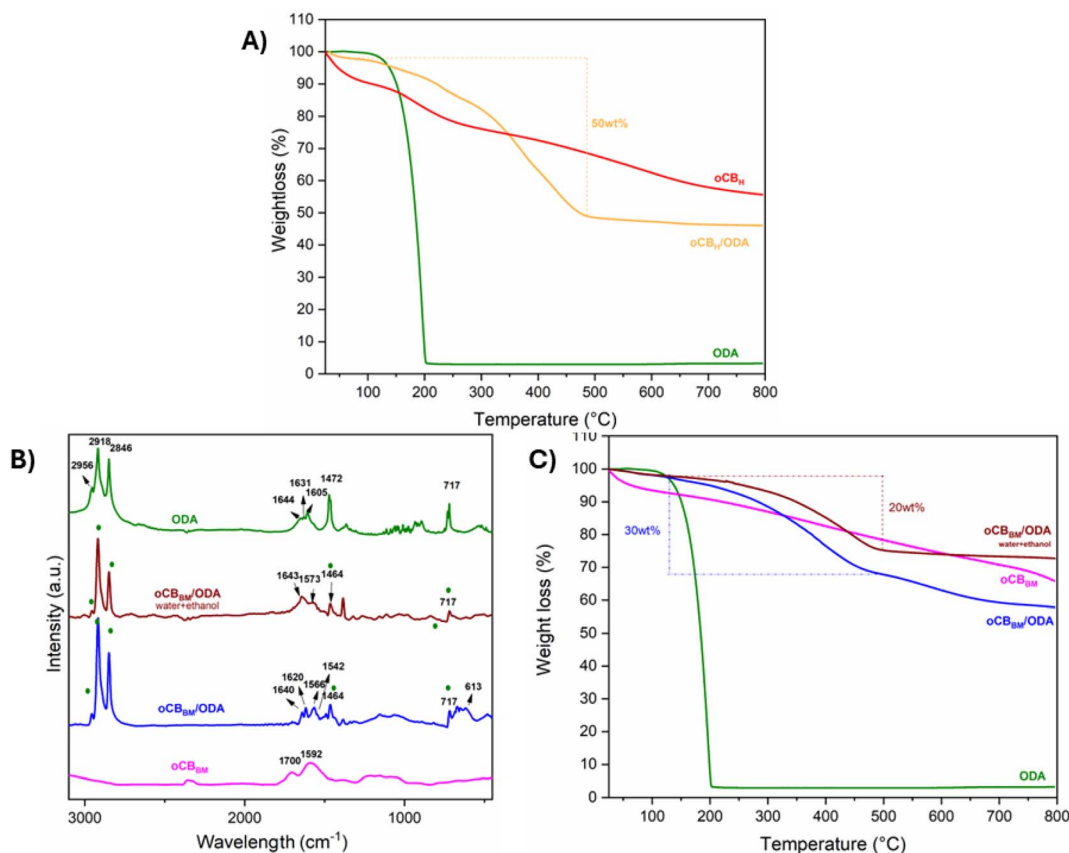 A)
110
100
90
80
70
60
50
40
30
20
10
0
Weightloss (%)
50wt%
oCBH
oCBH/ODA
ODA
100 200 300 400 500 600 700 800
Temperature (°C)
B)
2918
2956
2846
1631
1472
1644
1605
717
ODA
1643
1573
1464
oCBBM/ODA
water+ethanol
717
1542
1620
1566
1640
1464
613
717
oCBBM/ODA
oCBBM
1700
1592
Intensity (a.u.)
3000 2000 1000
Wavelength (cm-1)
C)
110
100
90
80
70
60
50
40
30
20
10
0
Weight loss (%)
30wt%
20wt%
oCBBM/ODA
water+ethanol
oCBBM
oCBBM/ODA
ODA
100 200 300 400 500 600 700 800
Temperature (°C)